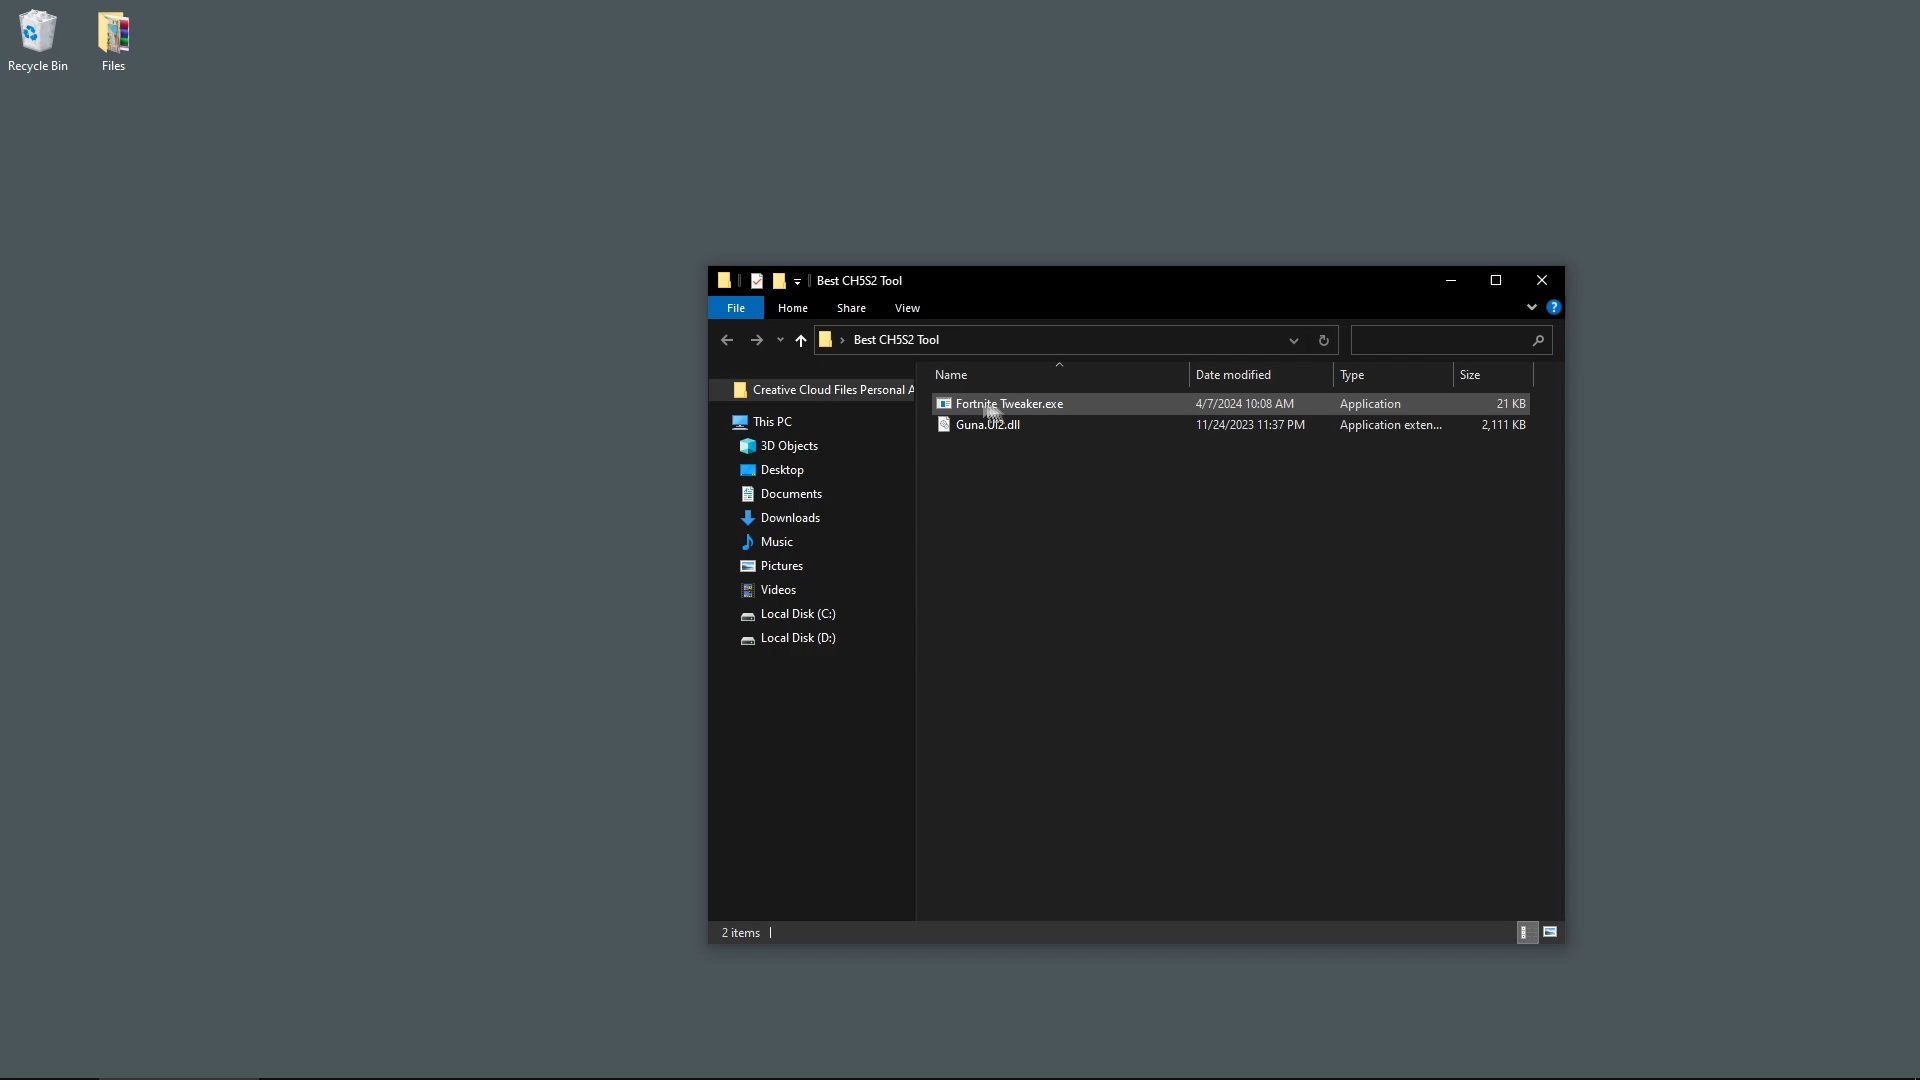 Recycle Bin
Files
Best CH5S2 Tool
File Home Share View
Best CH5S2 Tool
Name Date modified Type Size
Creative Cloud Files Personal A
Fortnite Tweaker.exe 4/7/2024 10:08 AM Application 21 KB
Guna.UI2.dll 11/24/2023 11:37 PM Application exten... 2,111 KB
This PC
3D Objects
Desktop
Documents
Downloads
Music
Pictures
Videos
Local Disk (C:)
Local Disk (D:)
2 items